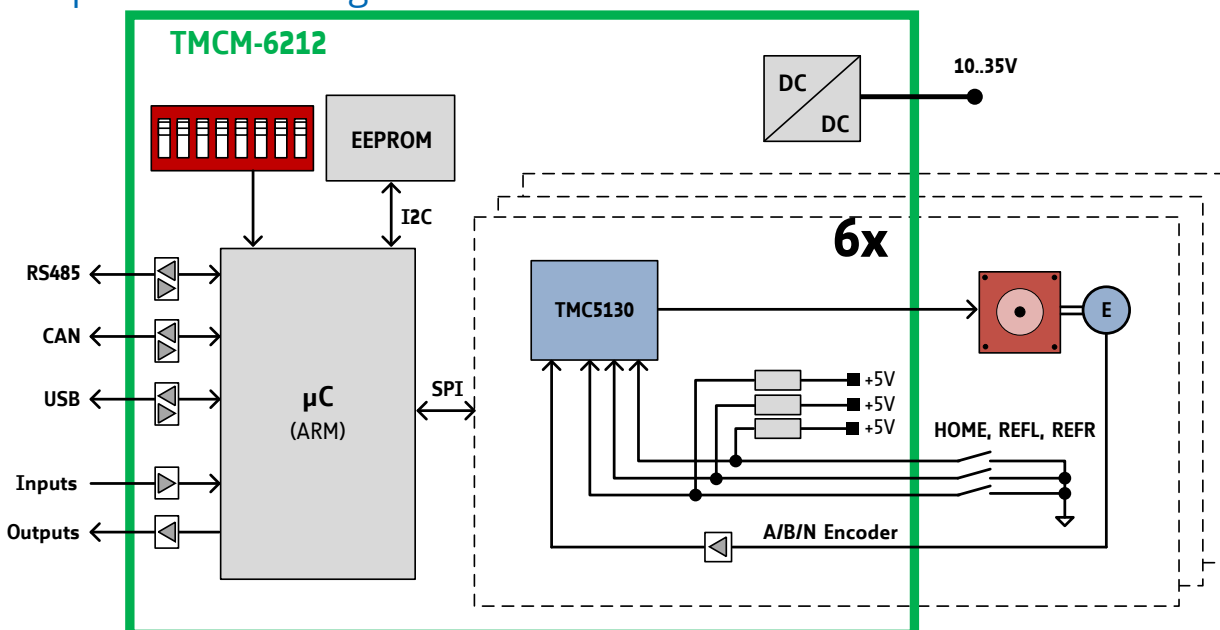 TMCM-6212
DC
DC
10..35V
EEPROM
I2C
6x
RS485
TMC5130
E
CAN
USB
µC
(ARM)
SPI
+5V
+5V
+5V
HOME, REFL, REFR
Inputs
Outputs
A/B/N Encoder